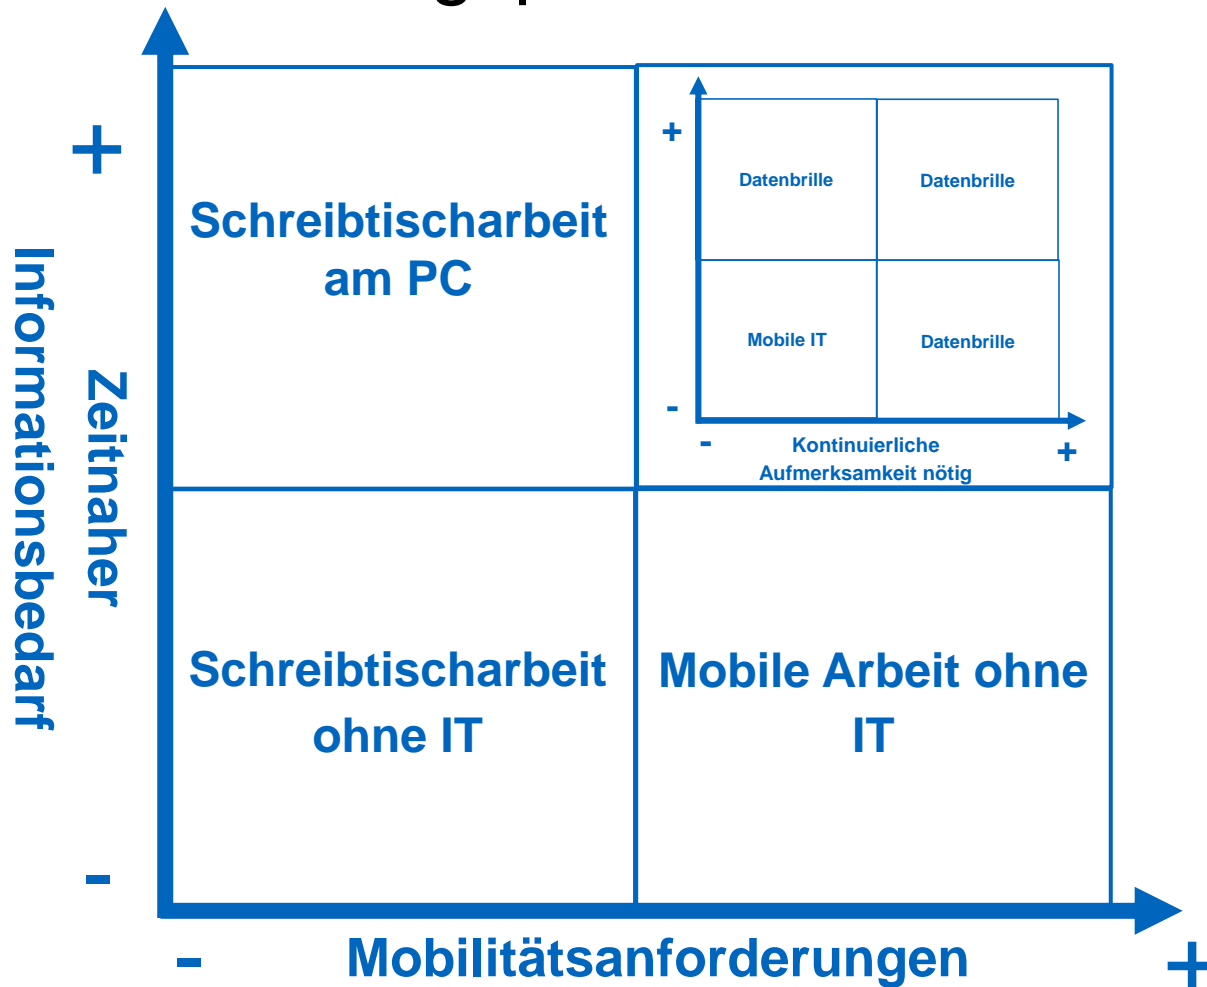 +
Schreibtischarbeit
am PC
+
Datenbrille
Datenbrille
Mobile IT
Datenbrille
-
-
Kontinuierliche
Aufmerksamkeit nötig
+
Zeitnaher
Informationsbedarf
Schreibtischarbeit
ohne IT
Mobile Arbeit ohne
IT
-
-
Mobilitätsanforderungen
+